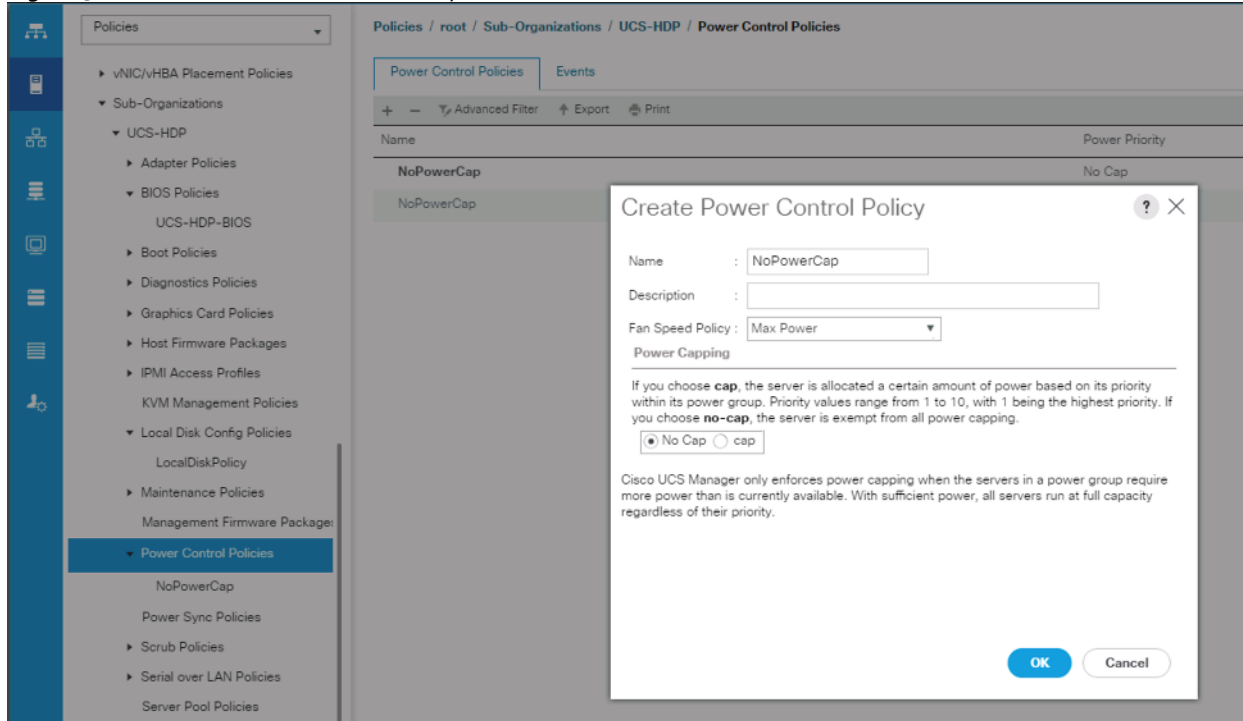 Policies
vNIC/vHBA Placement Policies
Sub-Organizations
UCS-HDP
Adapter Policies
BIOS Policies
UCS-HDP-BIOS
Boot Policies
Diagnostics Policies
Graphics Card Policies
Host Firmware Packages
IPMI Access Profiles
KVM Management Policies
Local Disk Config Policies
LocalDiskPolicy
Maintenance Policies
Management Firmware Package
Power Control Policies
NoPowerCap
Power Sync Policies
Scrub Policies
Serial over LAN Policies
Server Pool Policies
Policies / root / Sub-Organizations / UCS-HDP / Power Control Policies
Power Control Policies Events
+ − Advanced Filter Export Print
Name Power Priority
NoPowerCap No Cap
NoPowerCap
Create Power Control Policy ? ×
Name : NoPowerCap
Description :
Fan Speed Policy : Max Power
Power Capping
If you choose cap, the server is allocated a certain amount of power based on its priority
within its power group. Priority values range from 1 to 10, with 1 being the highest priority. If
you choose no-cap, the server is exempt from all power capping.
No Cap cap
Cisco UCS Manager only enforces power capping when the servers in a power group require
more power than is currently available. With sufficient power, all servers run at full capacity
regardless of their priority.
OK Cancel